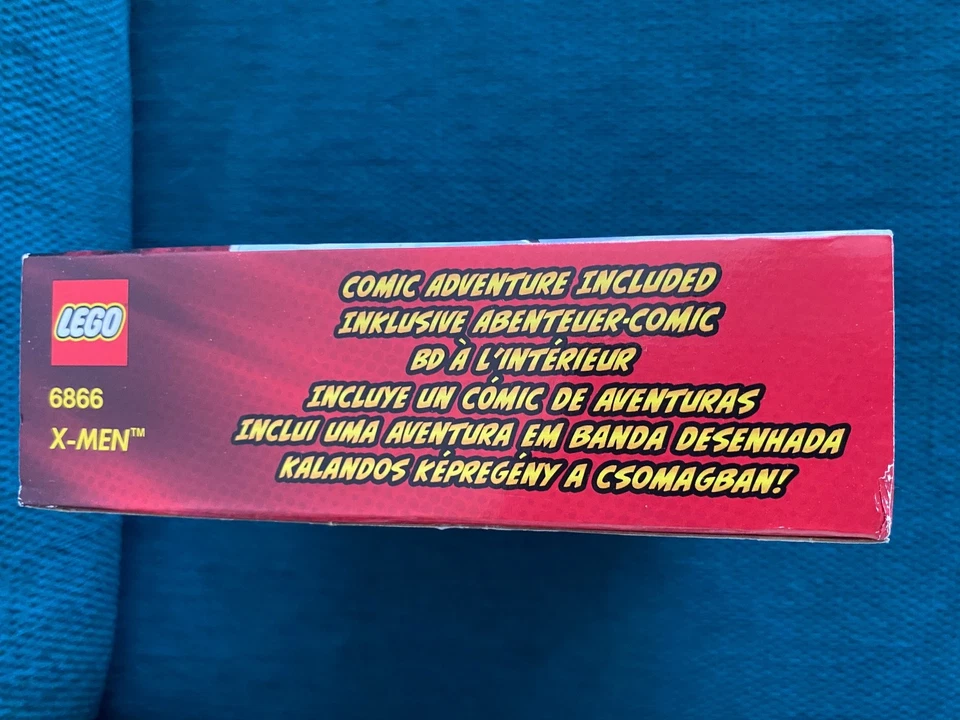 LEGO
6866
X-MEN™
COMIC ADVENTURE INCLUDED
INKLUSIVE ABENTEUER-COMIC
BD À L'INTÉRIEUR
INCLUYE UN CÓMIC DE AVENTURAS
INCLUI UMA AVENTURA EM BANDA DESENHADA
KALANDOS KÉPREGÉNY A CSOMAGBAN!